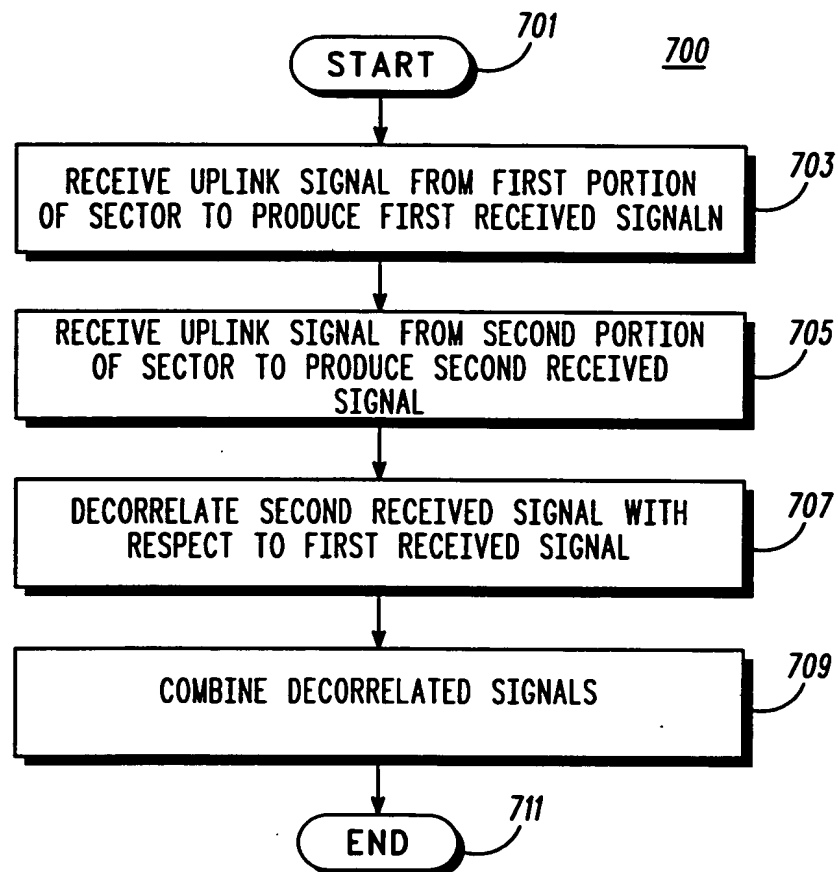 701
700
START
703
RECEIVE UPLINK SIGNAL FROM FIRST PORTION
OF SECTOR TO PRODUCE FIRST RECEIVED SIGNALN
705
RECEIVE UPLINK SIGNAL FROM SECOND PORTION
OF SECTOR TO PRODUCE SECOND RECEIVED
SIGNAL
707
DECORRELATE SECOND RECEIVED SIGNAL WITH
RESPECT TO FIRST RECEIVED SIGNAL
709
COMBINE DECORRELATED SIGNALS
711
END